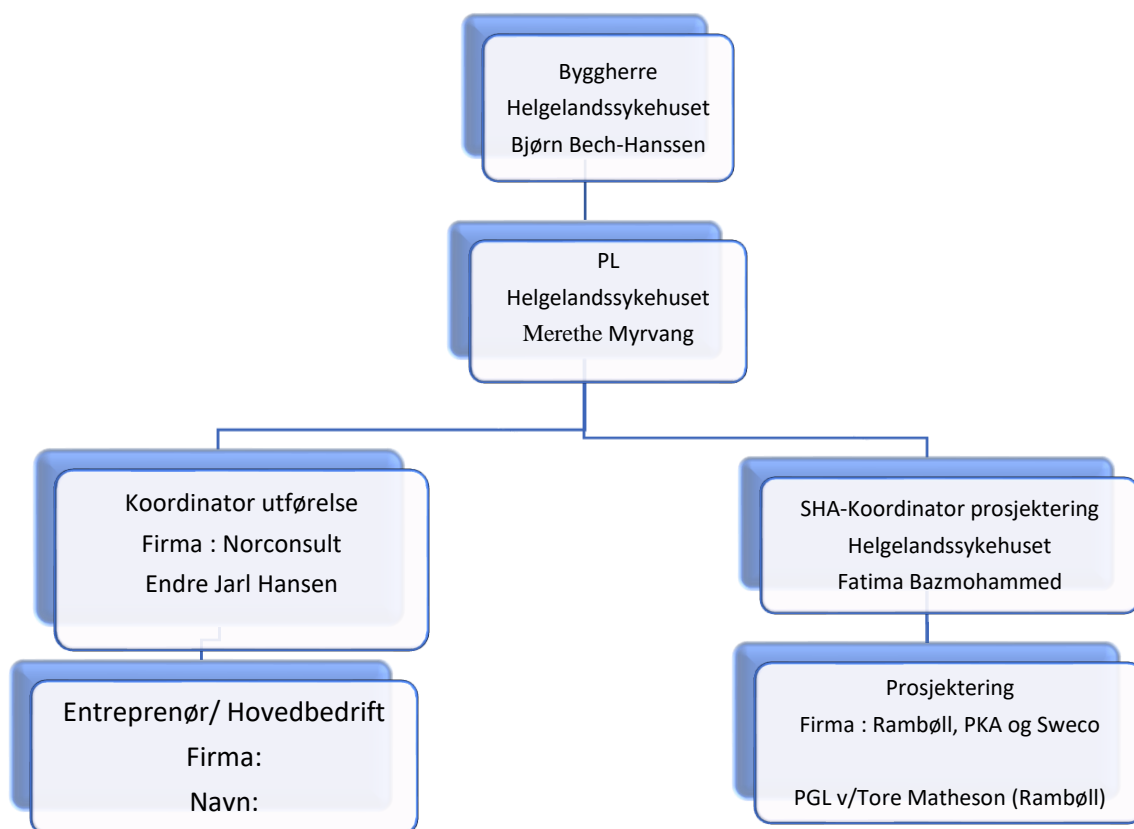 Byggherre
Helgelandssykehuset
Bjørn Bech-Hanssen
PL
Helgelandssykehuset
Merethe Myrvang
Koordinator utførelse
Firma : Norconsult
Endre Jarl Hansen
SHA-Koordinator prosjektering
Helgelandssykehuset
Fatima Bazmohammed
Entreprenør/ Hovedbedrift
Firma:
Navn:
Prosjektering
Firma : Rambøll, PKA og Sweco
PGL v/Tore Matheson (Rambøll)